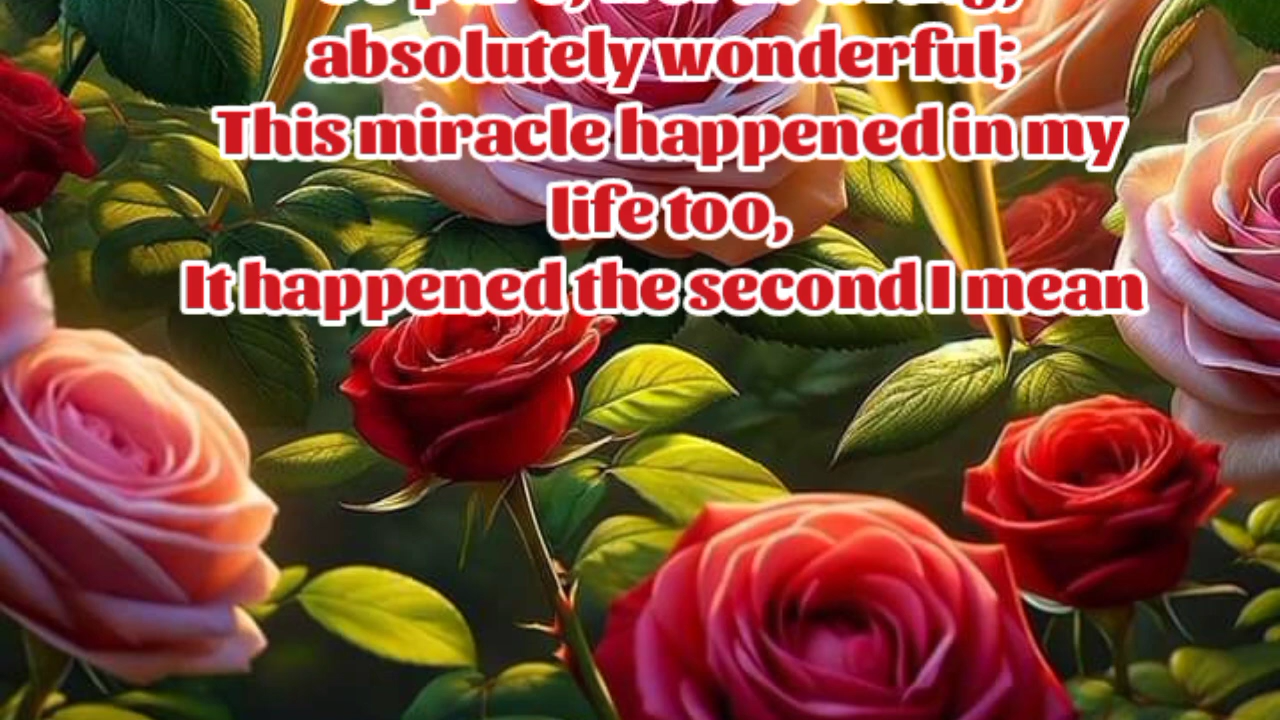 absolutely wonderful;
This miracle happened in my
life too,
It happened the second I mean